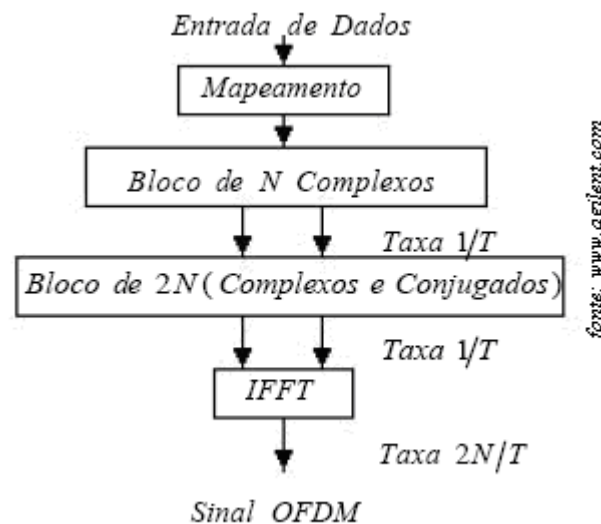 Entrada de Dados
Mapeamento
Bloco de N Complexos
Taxa 1/T
Bloco de 2N(Complexos e Conjugados)
Taxa 1/T
IFFT
Taxa 2N/T
Sinal OFDM
fonte: www.agilent.com